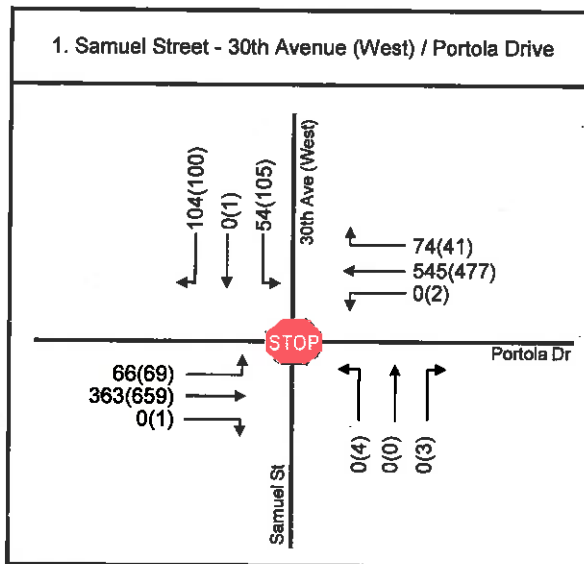 1. Samuel Street - 30th Avenue (West) / Portola Drive
104(100)
0(1)
54(105)
30th Ave (West)
74(41)
545(477)
0(2)
STOP
Portola Dr
66(69)
363(659)
0(1)
Samuel St
0(4)
0(0)
0(3)